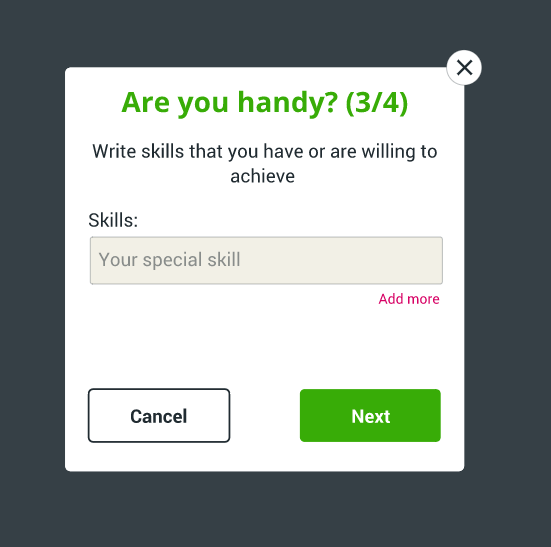 Are you handy? (3/4)
Write skills that you have or are willing to
achieve
Skills:
Your special skill
Add more
Cancel
Next